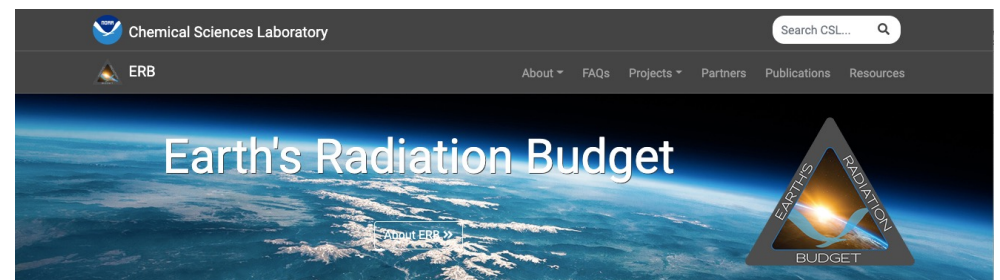 NOAA
Chemical Sciences Laboratory
Search CSL...
ERB
About
FAQs
Projects
Partners
Publications
Resources
Earth's Radiation Budget
About ERB »
EARTH'S
RADIATION
BUDGET